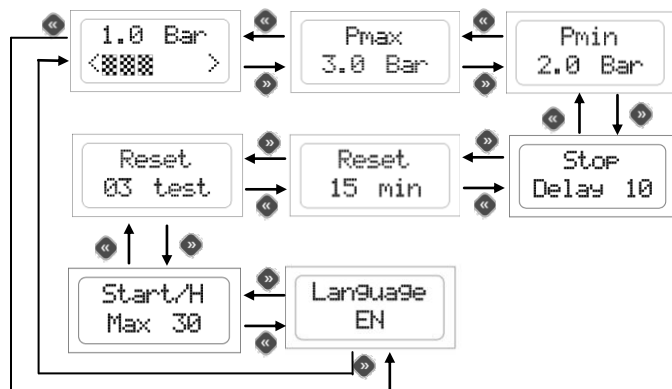 1.0 Bar
< >
Pmax
3.0 Bar
Pmin
2.0 Bar
Reset
03 test
Reset
15 min
Stop
Delay 10
Start/H
Max 30
Language
EN